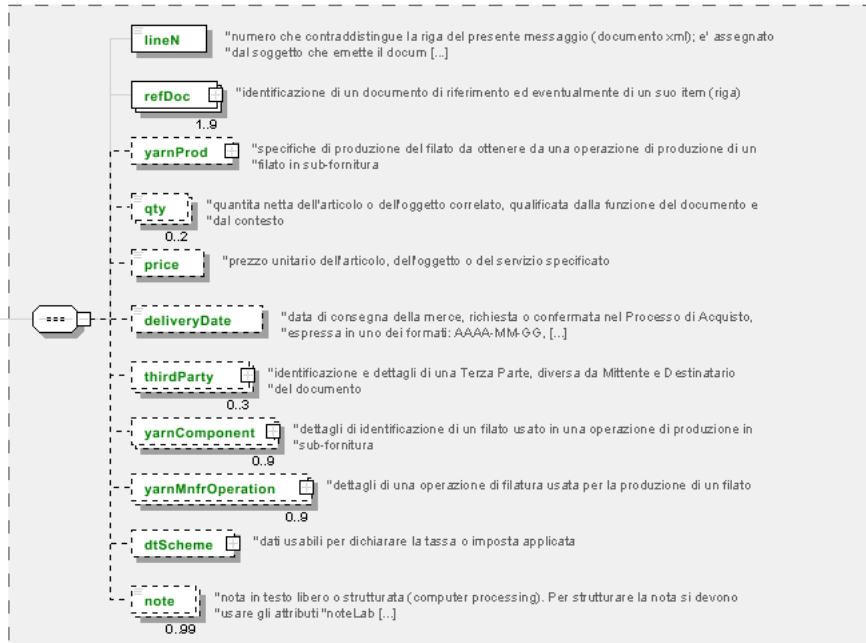 lineN
"numero che contraddistingue la riga del presente messaggio (documento xml); e' assegnato
"dal soggetto che emette il docum [...]
refDoc
"identificazione di un documento di riferimento ed eventualmente di un suo item (riga)
1..9
yarnProd
"specifiche di produzione del filato da ottenere da una operazione di produzione di un
"filato in sub-fornitura
qty
"quantita netta dell'articolo o dell'oggetto correlato, qualificata dalla funzione del documento e
"dal contesto
0..2
price
"prezzo unitario dell'articolo, dell'oggetto o del servizio specificato
deliveryDate
"data di consegna della merce, richiesta o confermata nel Processo di Acquisto,
"espressa in uno dei formati: AAAA-MM-GG, [...]
thirdParty
"identificazione e dettagli di una Terza Parte, diversa da Mittente e Destinatario
"del documento
0..3
yarnComponent
"dettagli di identificazione di un filato usato in una operazione di produzione in
"sub-fornitura
0..9
yarnMnfrOperation
"dettagli di una operazione di filatura usata per la produzione di un filato
0..9
dtScheme
"dati usabili per dichiarare la tassa o imposta applicata
note
"nota in testo libero o strutturata (computer processing). Per strutturare la nota si devono
"usare gli attributi "noteLab [...]
0..99